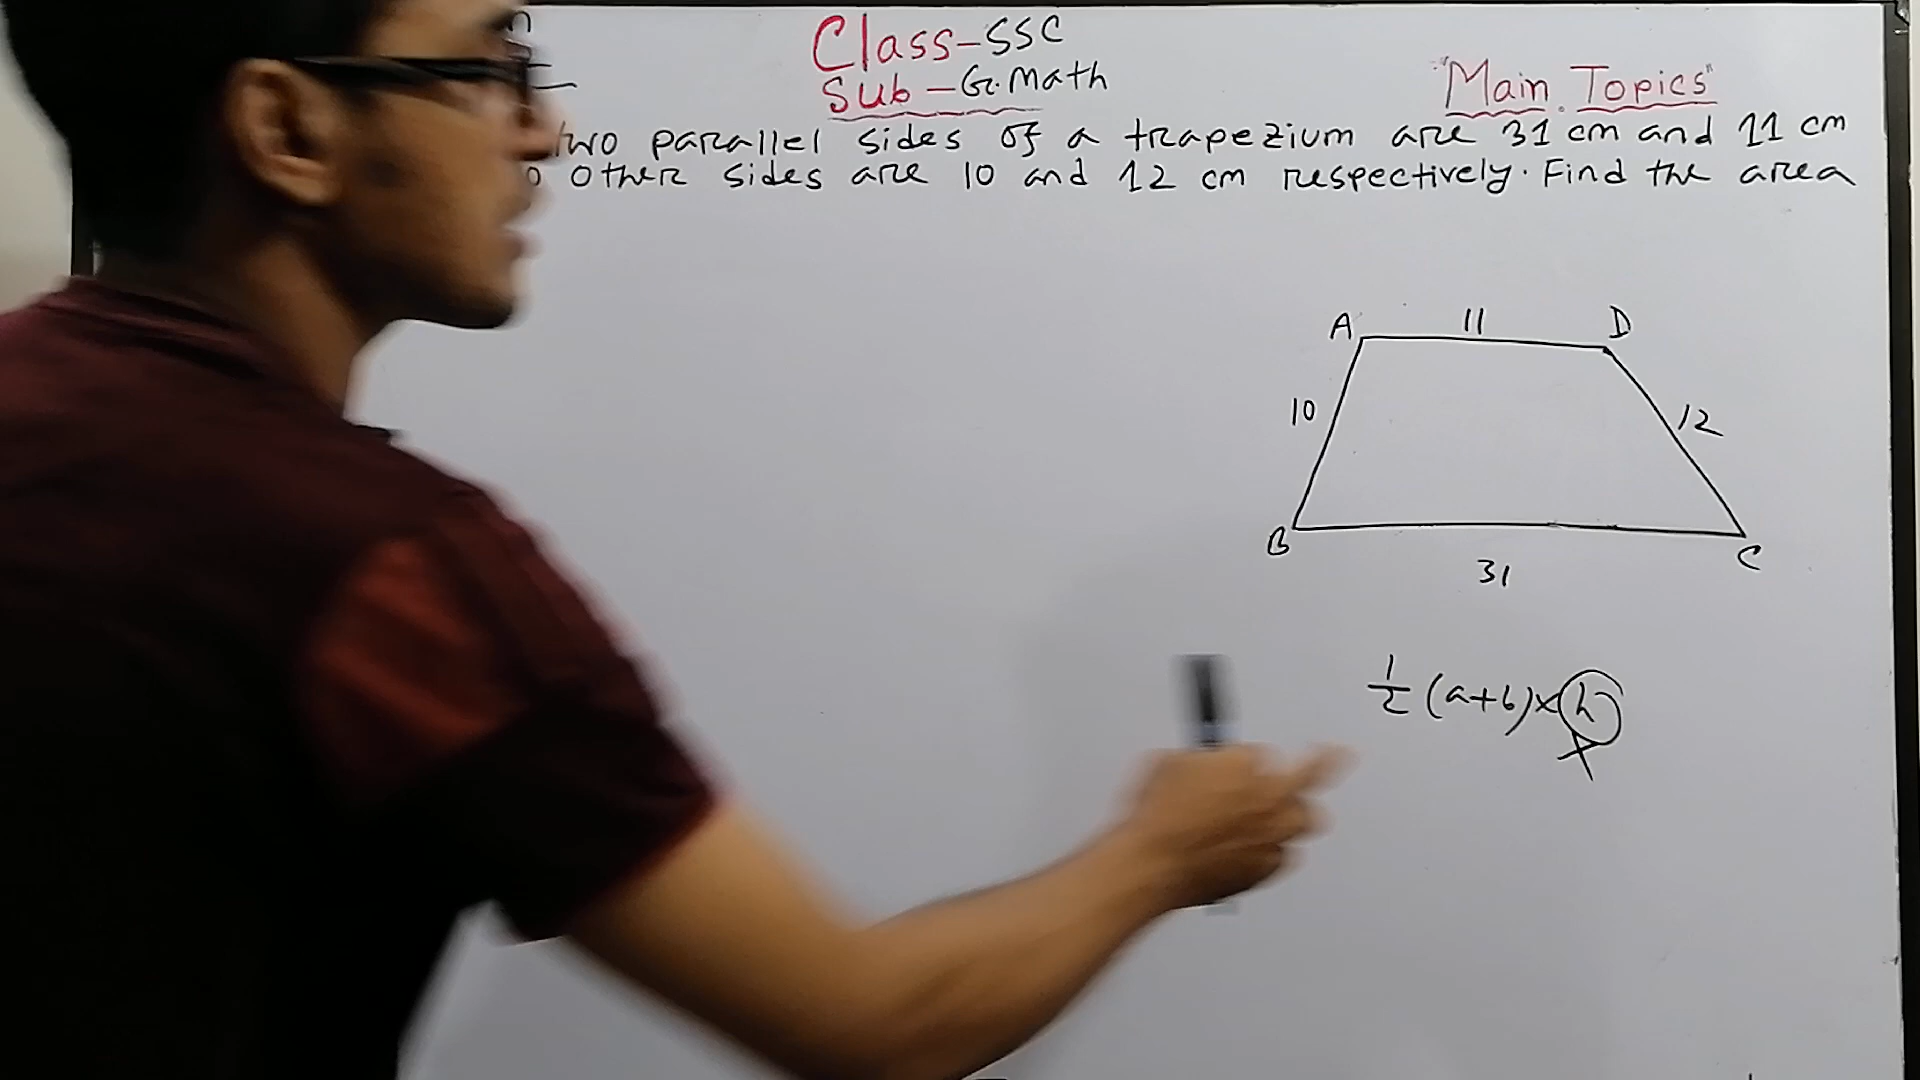 Class-SSC
Sub-G.Math
"Main Topics"
two parallel sides of a trapezium are 31 cm and 11 cm
other sides are 10 and 12 cm respectively. Find the area
A 11 D
10 12
B C
31
1/2 (a+b)×h